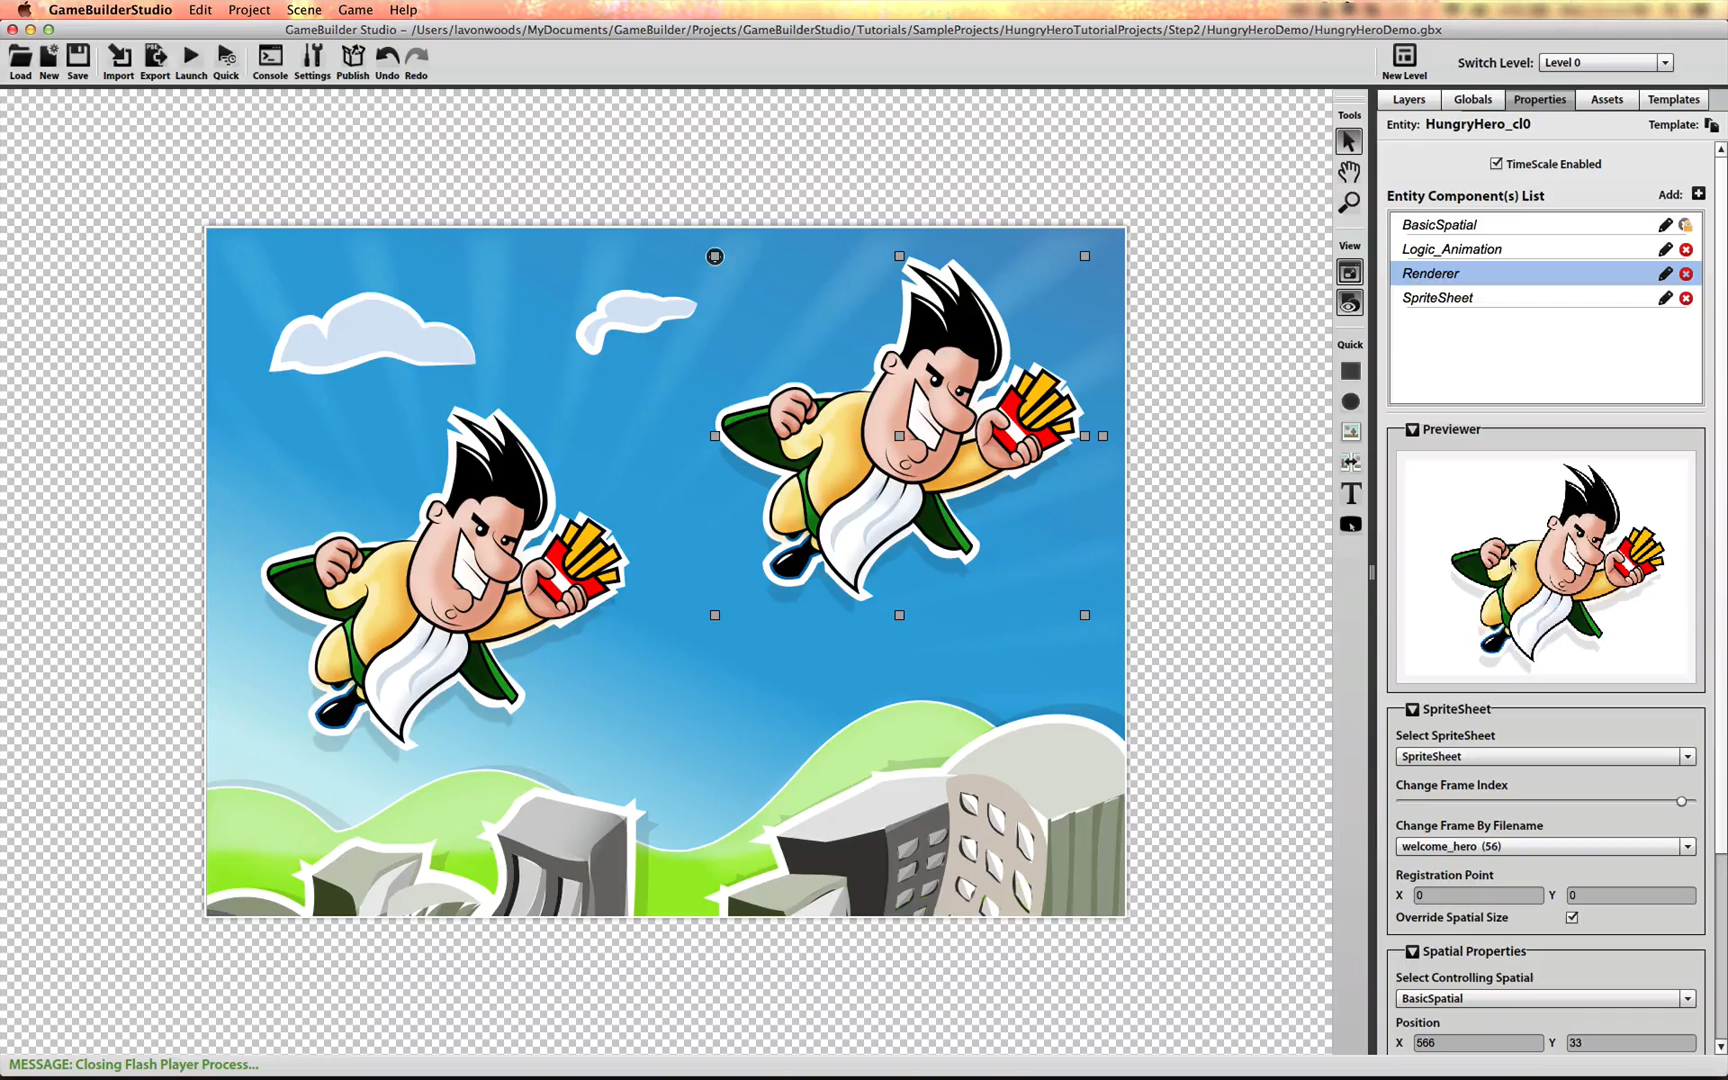 GameBuilderStudio Edit Project Scene Game Help
GameBuilder Studio - /Users/lavonwoods/MyDocuments/GameBuilder/Projects/GameBuilderStudio/Tutorials/SampleProjects/HungryHeroTutorialProjects/Step2/HungryHeroDemo/HungryHeroDemo.gbx
Load New Save Import Export Launch Quick Console Settings Publish Undo Redo
New Level
Switch Level: Level 0
Layers Globals Properties Assets Templates
Tools
View
Quick
T
Entity: HungryHero_cl0 Template:
TimeScale Enabled
Entity Component(s) List Add:
BasicSpatial
Logic_Animation
Renderer
SpriteSheet
Previewer
SpriteSheet
Select SpriteSheet
SpriteSheet
Change Frame Index
Change Frame By Filename
welcome_hero (56)
Registration Point
X 0 Y 0
Override Spatial Size
Spatial Properties
Select Controlling Spatial
BasicSpatial
Position
X 566 Y 33
MESSAGE: Closing Flash Player Process...